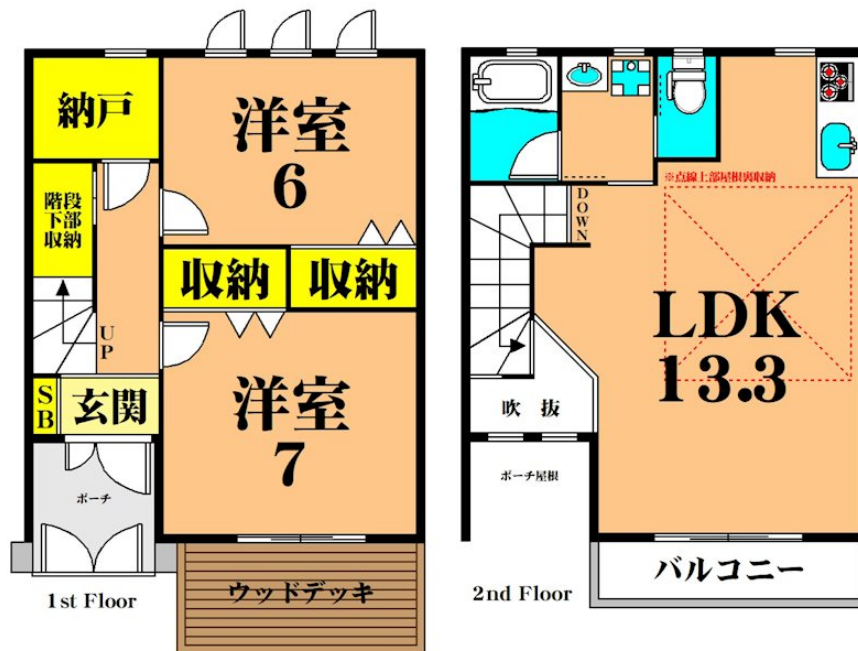 納戸
洋室
6
階段
下部
収納
収納
収納
UP
洋室
7
SB
玄関
ポーチ
ウッドデッキ
1st Floor
※点線上部屋根裏収納
DOWN
LDK
13.3
吹 抜
ポーチ屋根
バルコニー
2nd Floor